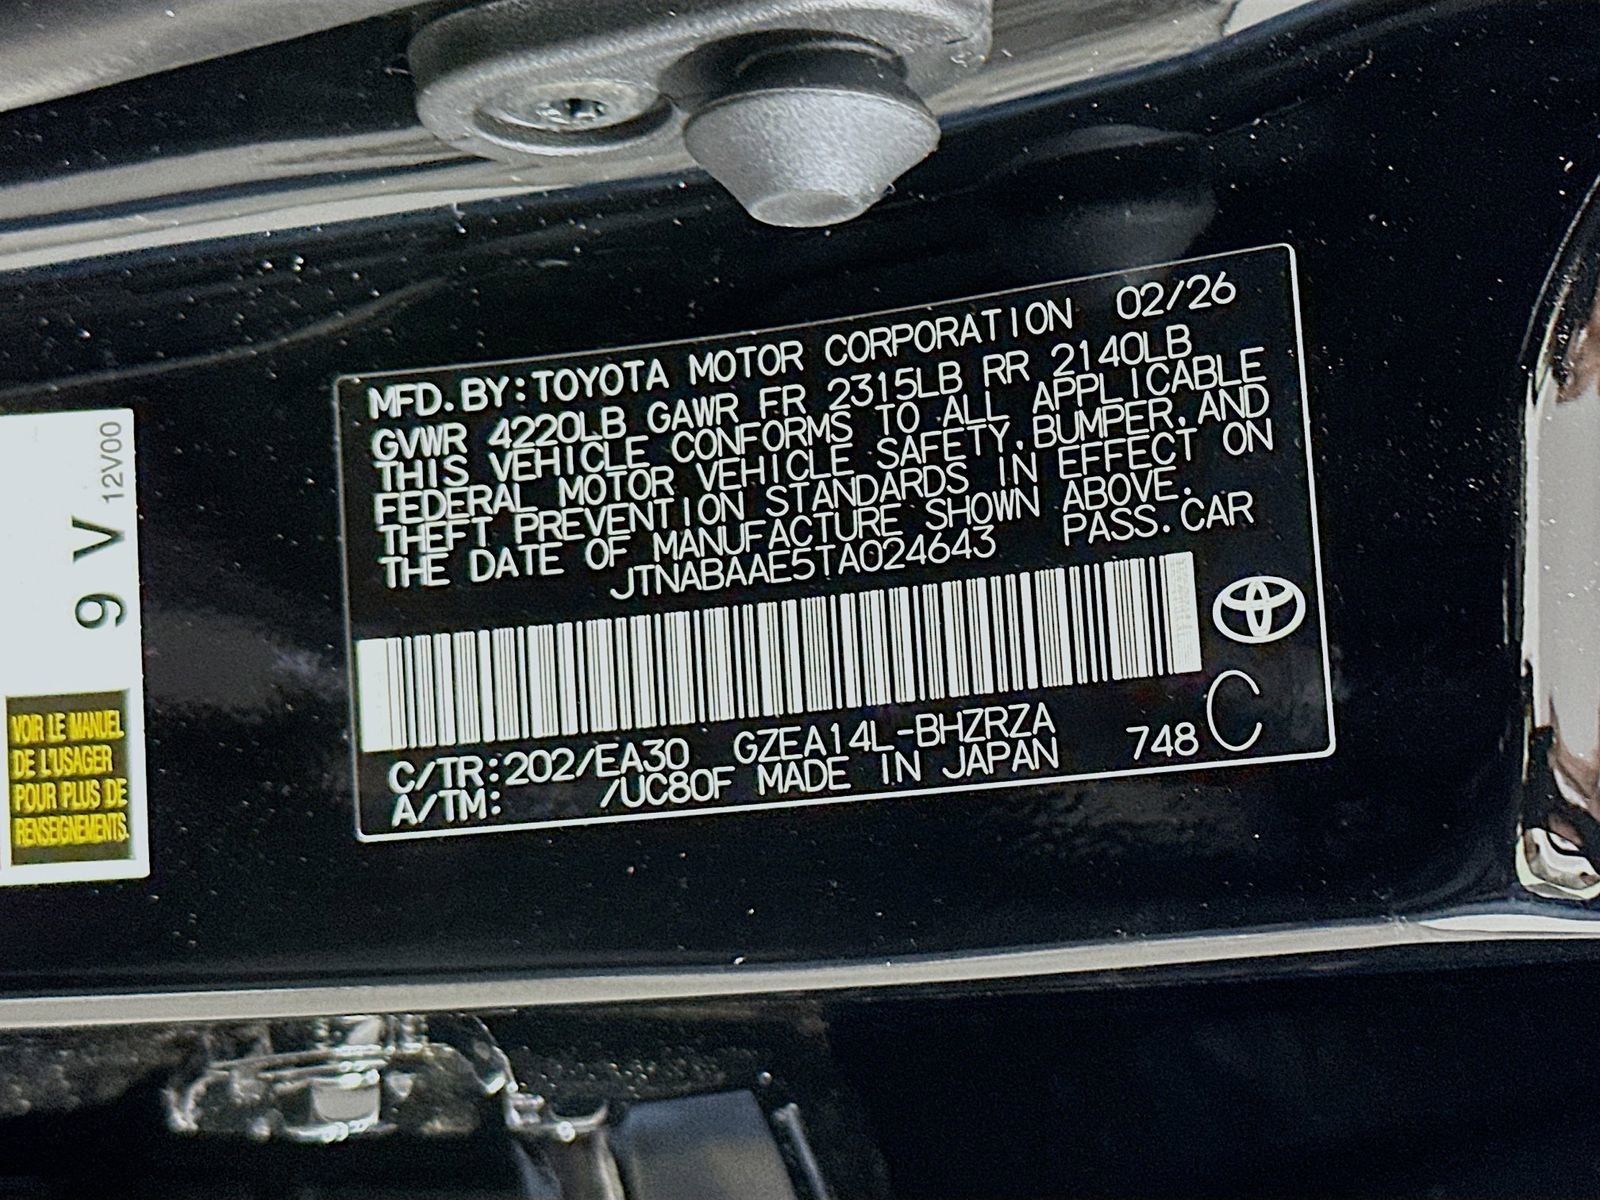 MFD. BY: TOYOTA MOTOR CORPORATION 02/26
GVWR 4220LB GAWR FR 2315LB RR 2140LB
THIS VEHICLE CONFORMS TO ALL APPLICABLE
FEDERAL MOTOR VEHICLE SAFETY, BUMPER, AND
THEFT PREVENTION STANDARDS IN EFFECT ON
THE DATE OF MANUFACTURE SHOWN ABOVE.
JTNABAAE5TA024643 PASS. CAR
C/TR: 202/EA30 GZEA14L-BHZRZA
A/TM: /UC80F MADE IN JAPAN 748 C
9 V
12V00
VOIR LE MANUEL
DE L'USAGER
POUR PLUS DE
RENSEIGNEMENTS.